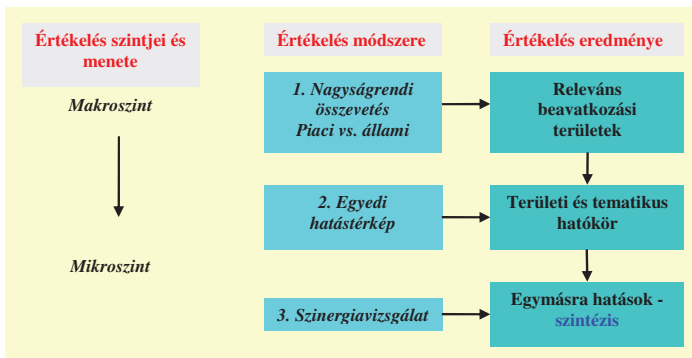 Értékelés szintjei és
menete
Értékelés módszere
Értékelés eredménye
Makroszint
1. Nagyságrendi
összevetés
Piaci vs. állami
Releváns
beavatkozási
területek
2. Egyedi
hatástérkép
Területi és tematikus
hatókör
Mikroszint
3. Szinergiavizsgálat
Egymásra hatások -
szintézis